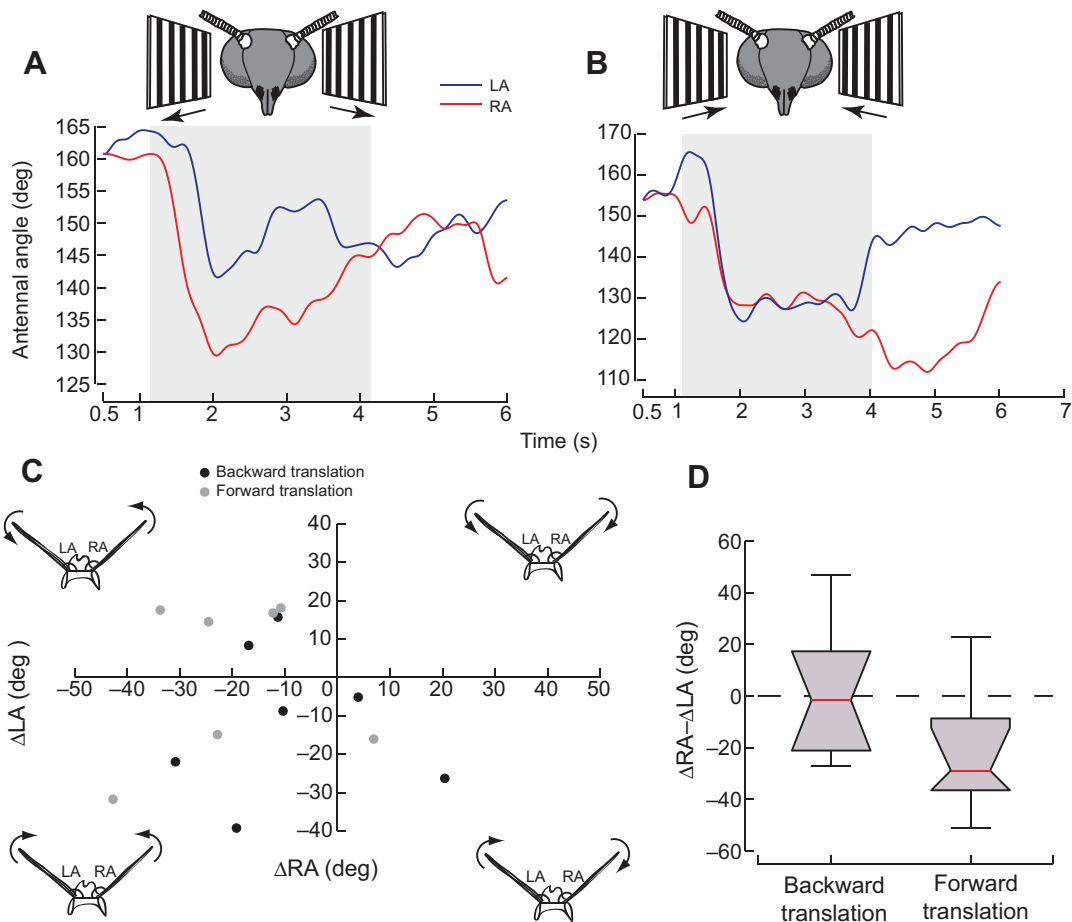 A
LA
RA
B
Antennal angle (deg)
165
160
155
150
145
140
135
130
125
0.5 1 2 3 4 5 6
170
160
150
140
130
120
110
0.5 1 2 3 4 5 6 7
Time (s)
C
Backward translation
Forward translation
LA RA
LA RA
LA RA
LA RA
40
30
20
10
0
–10
–20
–30
–40
–50 –40 –30 –20 –10 10 20 30 40 50
ΔLA (deg)
ΔRA (deg)
D
ΔRA–ΔLA (deg)
60
40
20
0
–20
–40
–60
Backward
translation
Forward
translation